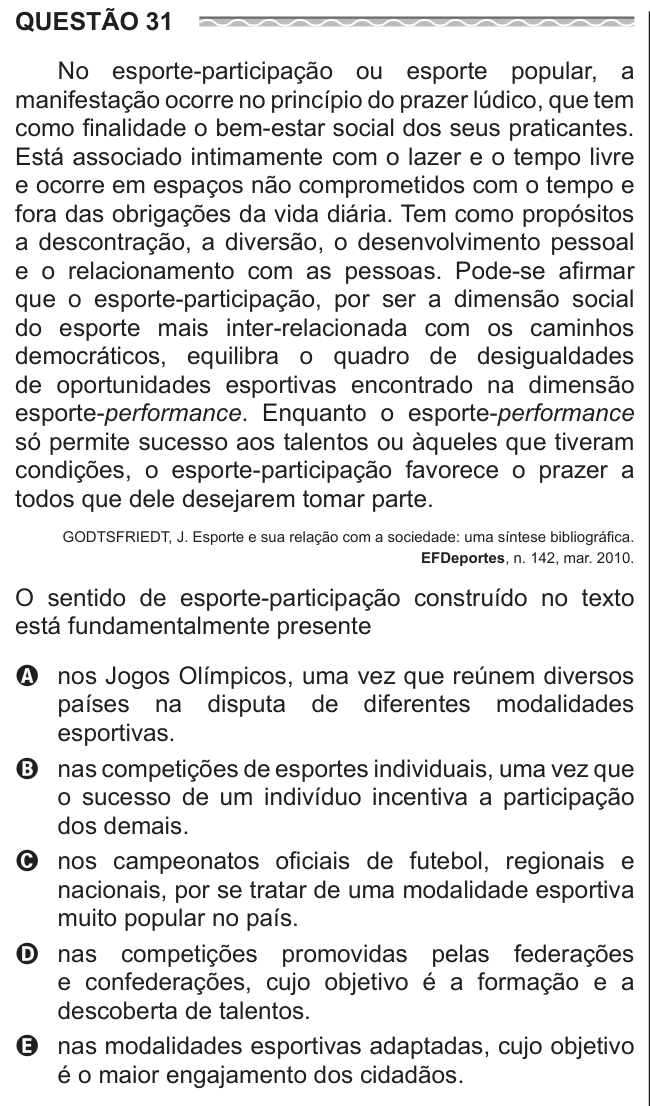 QUESTÃO 31
No esporte-participação ou esporte popular, a
manifestação ocorre no princípio do prazer lúdico, que tem
como finalidade o bem-estar social dos seus praticantes.
Está associado intimamente com o lazer e o tempo livre
e ocorre em espaços não comprometidos com o tempo e
fora das obrigações da vida diária. Tem como propósitos
a descontração, a diversão, o desenvolvimento pessoal
e o relacionamento com as pessoas. Pode-se afirmar
que o esporte-participação, por ser a dimensão social
do esporte mais inter-relacionada com os caminhos
democráticos, equilibra o quadro de desigualdades
de oportunidades esportivas encontrado na dimensão
esporte-performance. Enquanto o esporte-performance
só permite sucesso aos talentos ou àqueles que tiveram
condições, o esporte-participação favorece o prazer a
todos que dele desejarem tomar parte.
GODTSFRIEDT, J. Esporte e sua relação com a sociedade: uma síntese bibliográfica.
EFDeportes, n. 142, mar. 2010.
O sentido de esporte-participação construído no texto
está fundamentalmente presente
A nos Jogos Olímpicos, uma vez que reúnem diversos
países na disputa de diferentes modalidades
esportivas.
B nas competições de esportes individuais, uma vez que
o sucesso de um indivíduo incentiva a participação
dos demais.
C nos campeonatos oficiais de futebol, regionais e
nacionais, por se tratar de uma modalidade esportiva
muito popular no país.
D nas competições promovidas pelas federações
e confederações, cujo objetivo é a formação e a
descoberta de talentos.
E nas modalidades esportivas adaptadas, cujo objetivo
é o maior engajamento dos cidadãos.